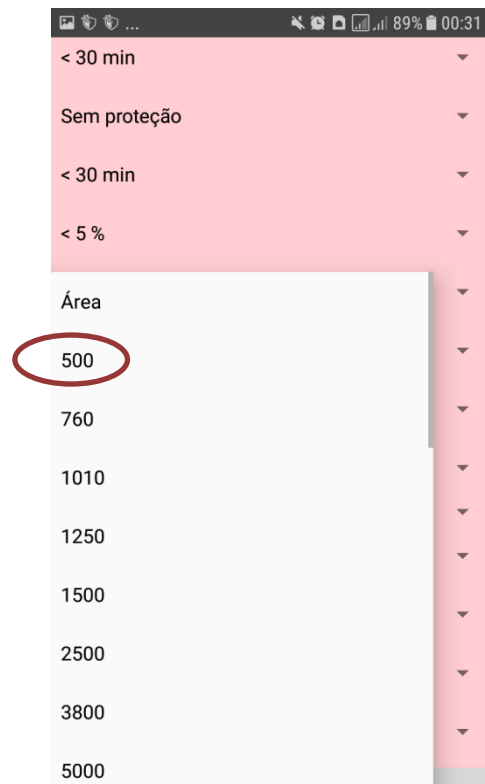 ... 89% 00:31
< 30 min
Sem proteção
< 30 min
< 5 %
Área
500
760
1010
1250
1500
2500
3800
5000